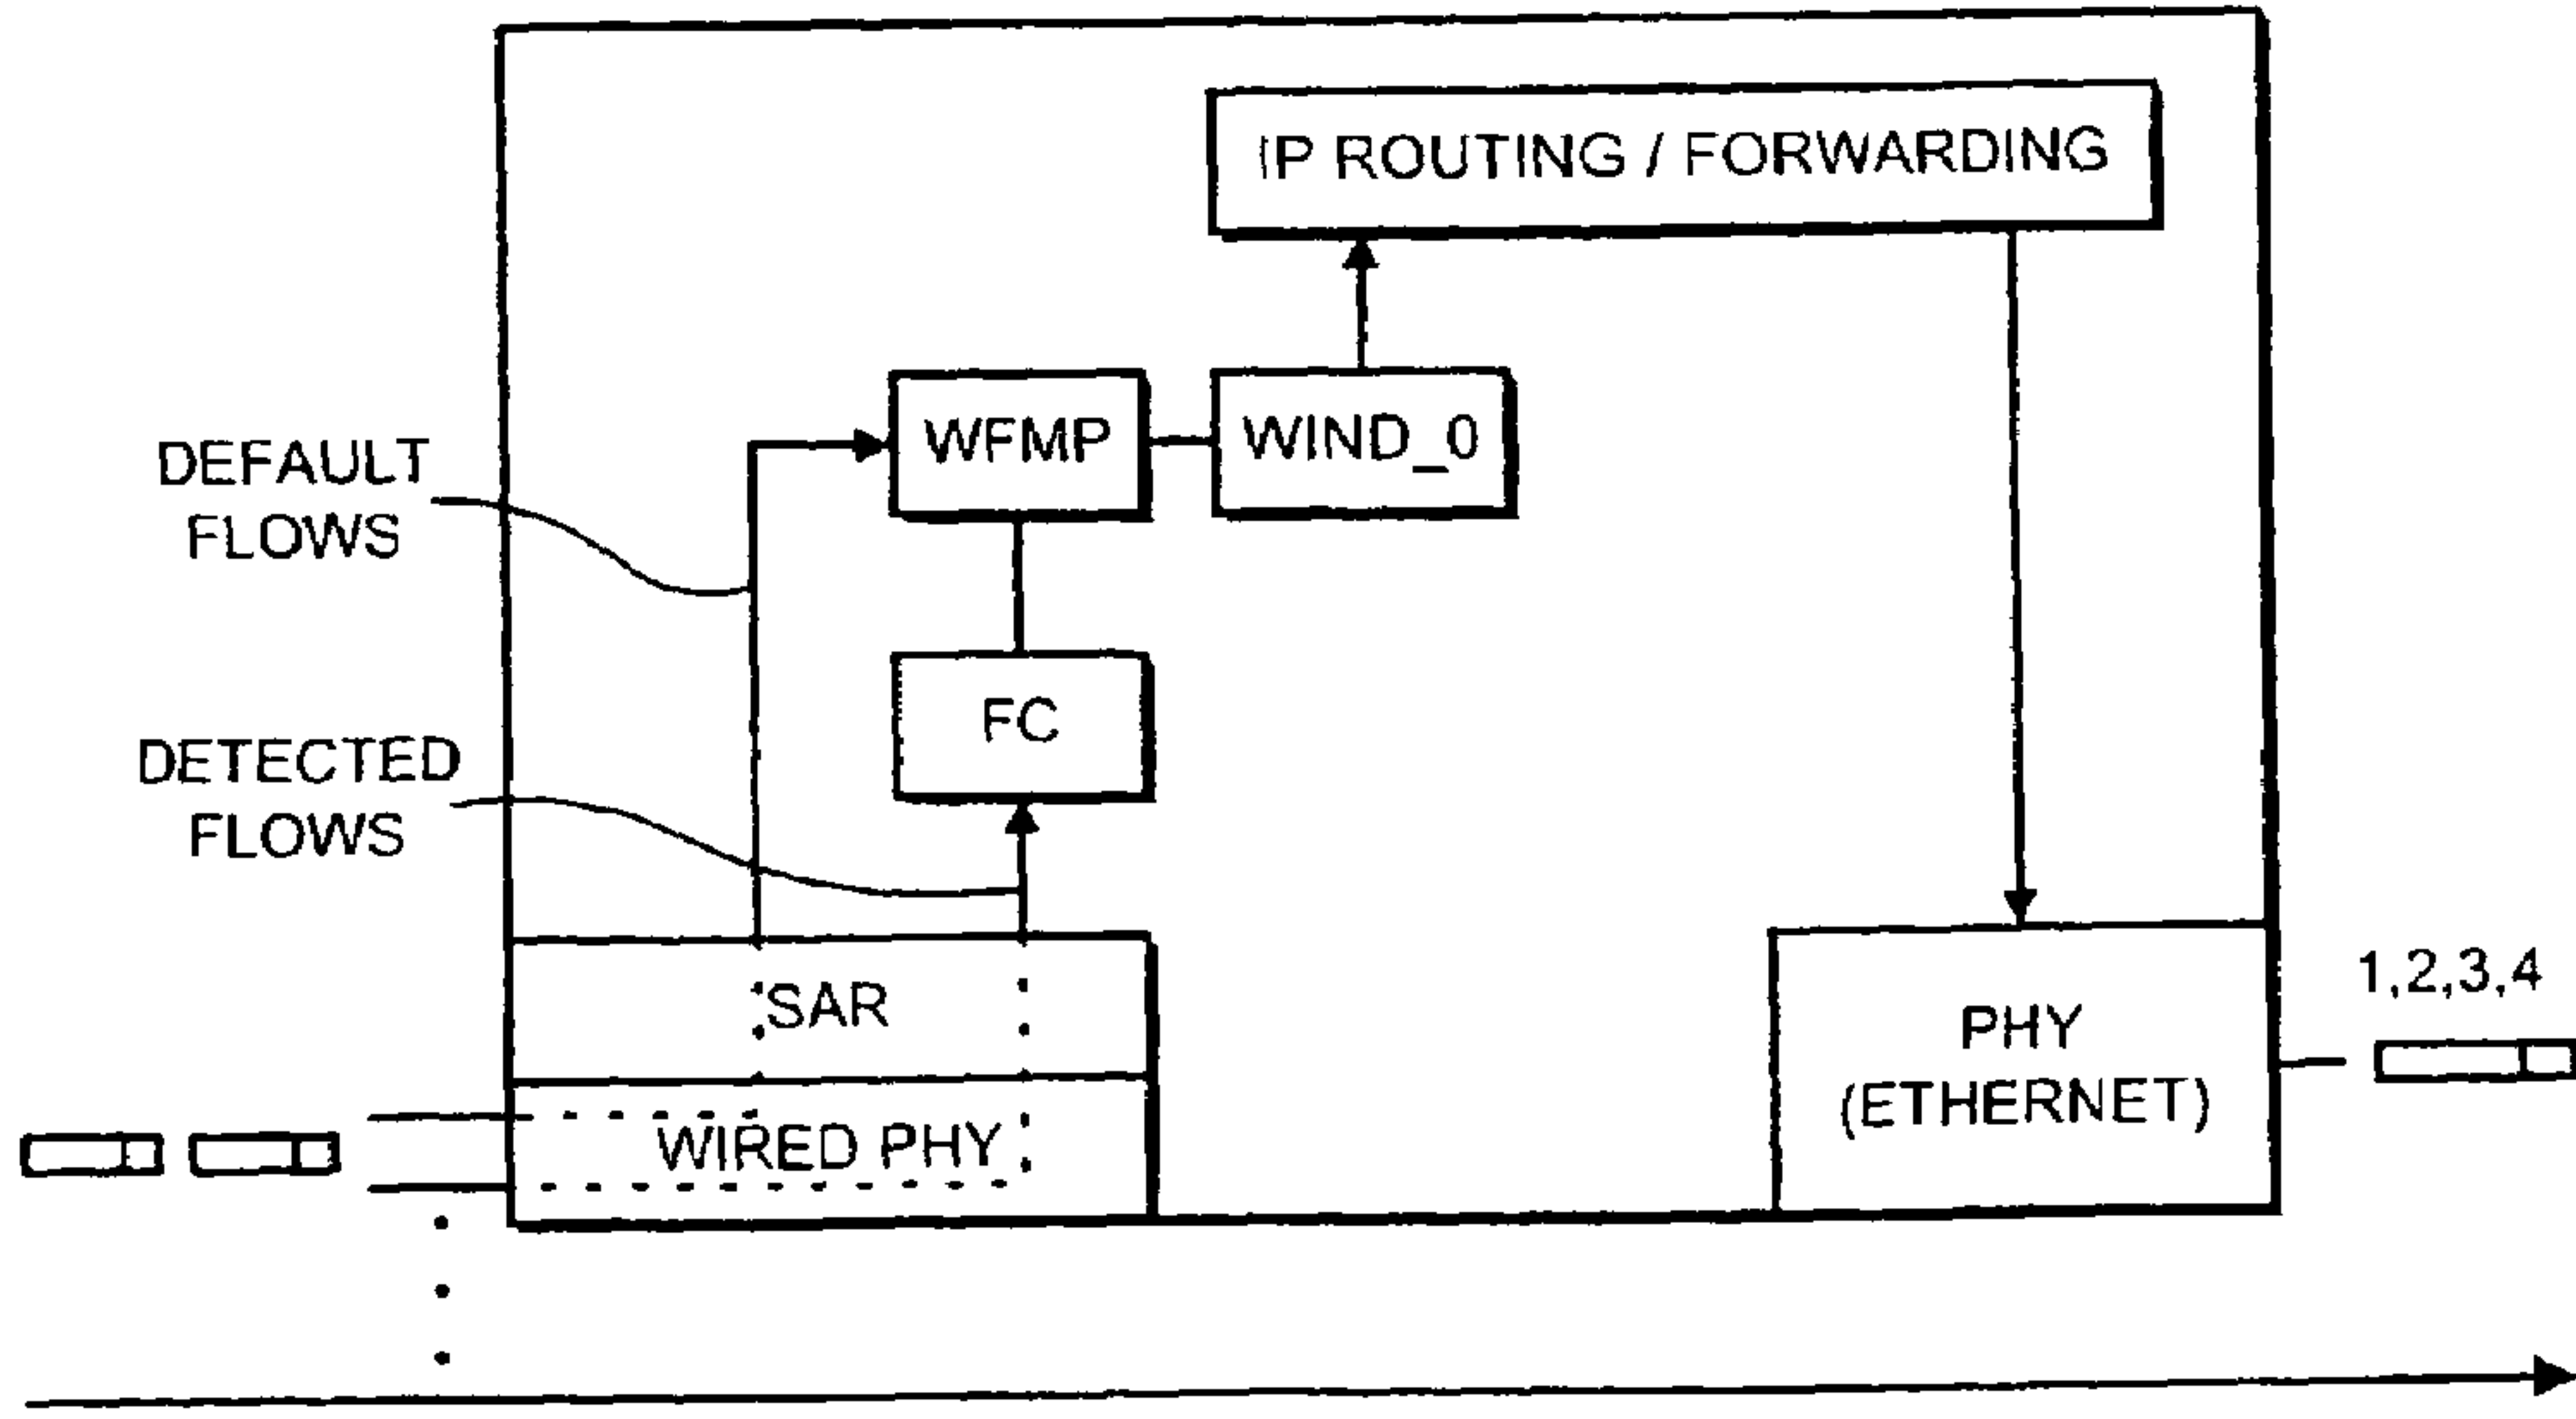 IP ROUTING / FORWARDING
DEFAULT
FLOWS
WFMP
WIND_0
FC
DETECTED
FLOWS
SAR
WIRED PHY
PHY
(ETHERNET)
1,2,3,4